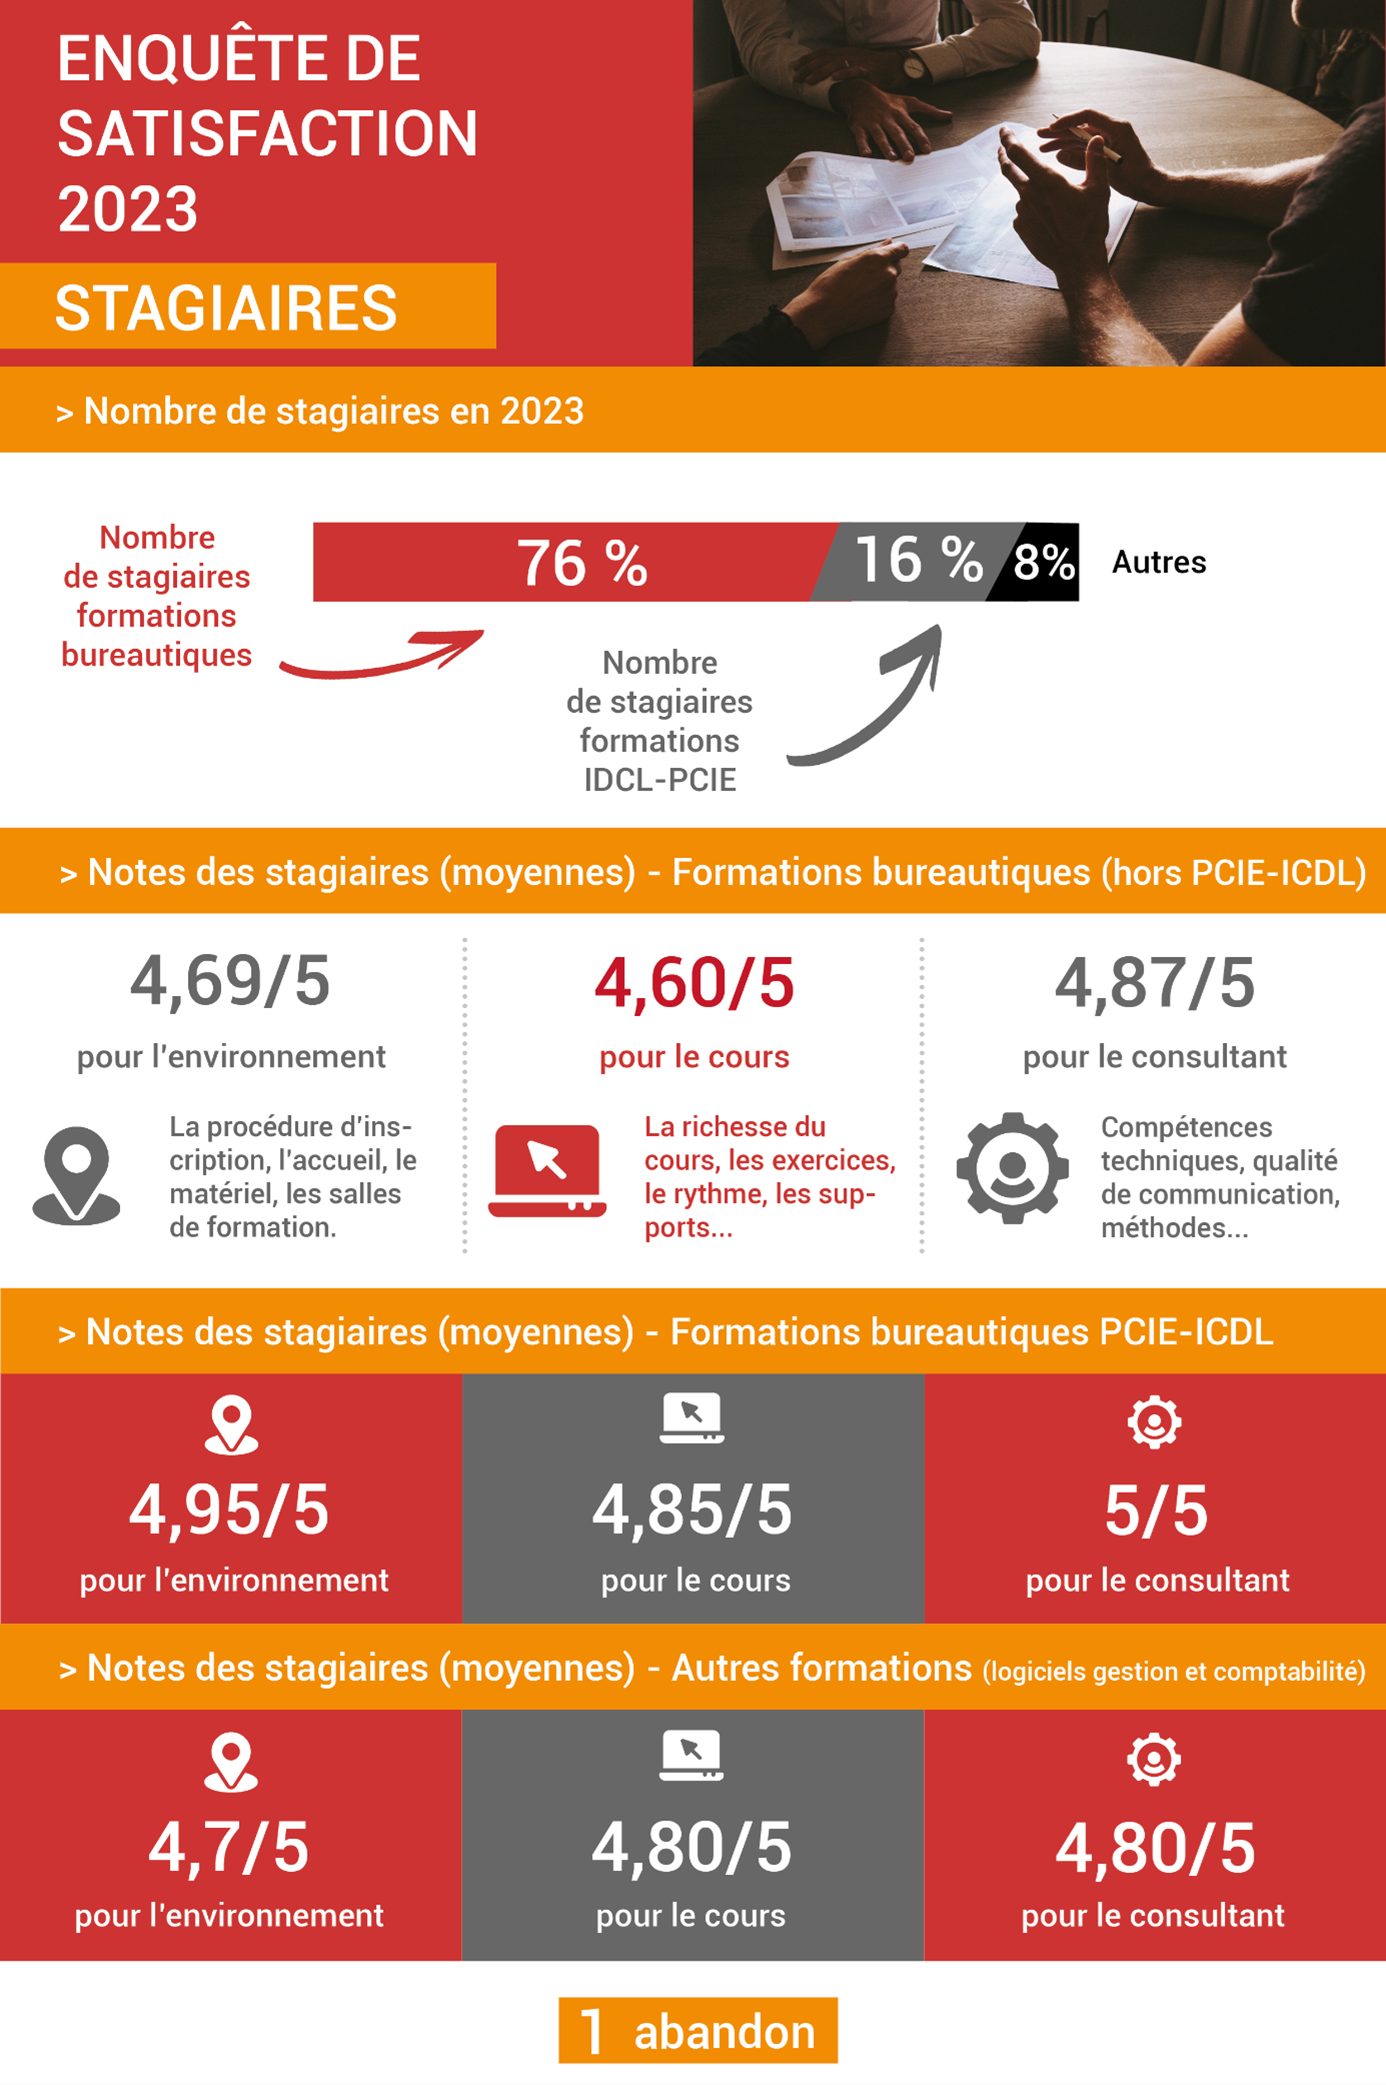 ENQUÊTE DE
SATISFACTION
2023
STAGIAIRES
> Nombre de stagiaires en 2023
Nombre
de stagiaires
formations
bureautiques
76 %
16 %
8%
Autres
Nombre
de stagiaires
formations
IDCL-PCIE
> Notes des stagiaires (moyennes) - Formations bureautiques (hors PCIE-ICDL)
4,69/5
pour l'environnement
La procédure d'ins-
cription, l'accueil, le
matériel, les salles
de formation.
4,60/5
pour le cours
La richesse du
cours, les exercices,
le rythme, les sup-
ports...
4,87/5
pour le consultant
Compétences
techniques, qualité
de communication,
méthodes...
> Notes des stagiaires (moyennes) - Formations bureautiques PCIE-ICDL
4,95/5
pour l'environnement
4,85/5
pour le cours
5/5
pour le consultant
> Notes des stagiaires (moyennes) - Autres formations (logiciels gestion et comptabilité)
4,7/5
pour l'environnement
4,80/5
pour le cours
4,80/5
pour le consultant
1 abandon